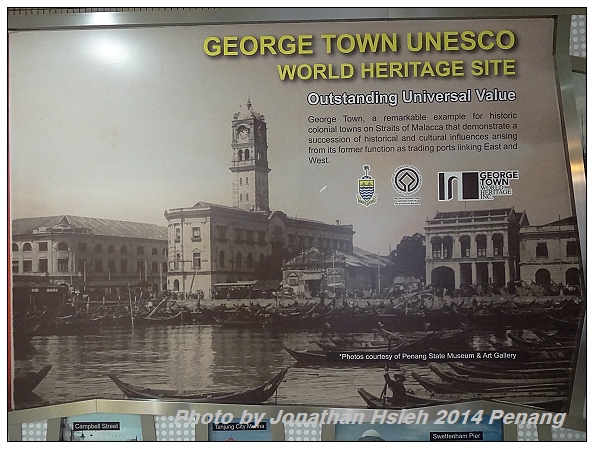 GEORGE TOWN UNESCO
WORLD HERITAGE SITE
Outstanding Universal Value
George Town, a remarkable example for historic
colonial towns on Straits of Malacca that demonstrate a
succession of historical and cultural influences arising
from its former function as trading ports linking East and
West.
GEORGE
TOWN
WORLD
HERITAGE
INC.
*Photos courtesy of Penang State Museum & Art Gallery
Photo by Jonathan Hsieh 2014 Penang
Campbell Street
Tanjung City Marina
Swettenham Pier